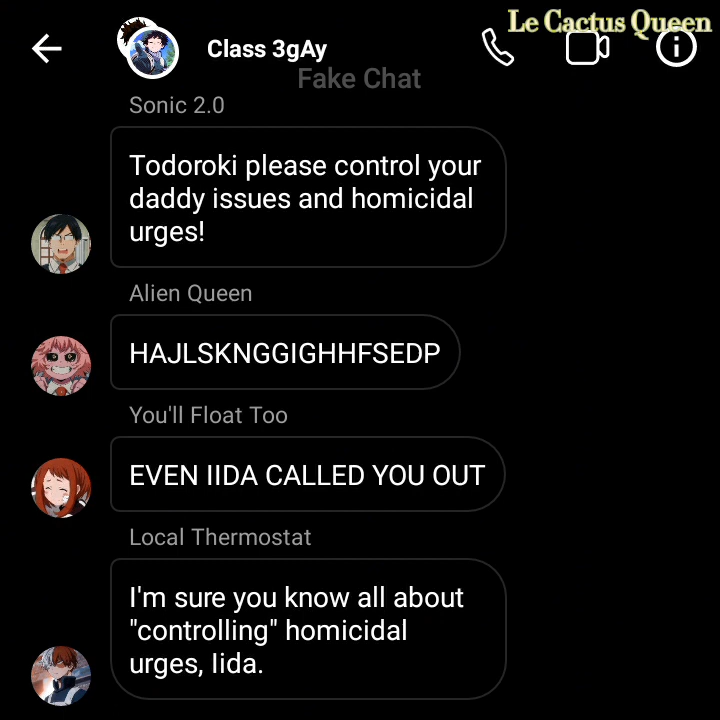 Le Cactus Queen
Class 3gAy
Fake Chat
Sonic 2.0
Todoroki please control your
daddy issues and homicidal
urges!
Alien Queen
HAJLSKNGGIGHHFSEDP
You'll Float Too
EVEN IIDA CALLED YOU OUT
Local Thermostat
I'm sure you know all about
"controlling" homicidal
urges, Iida.